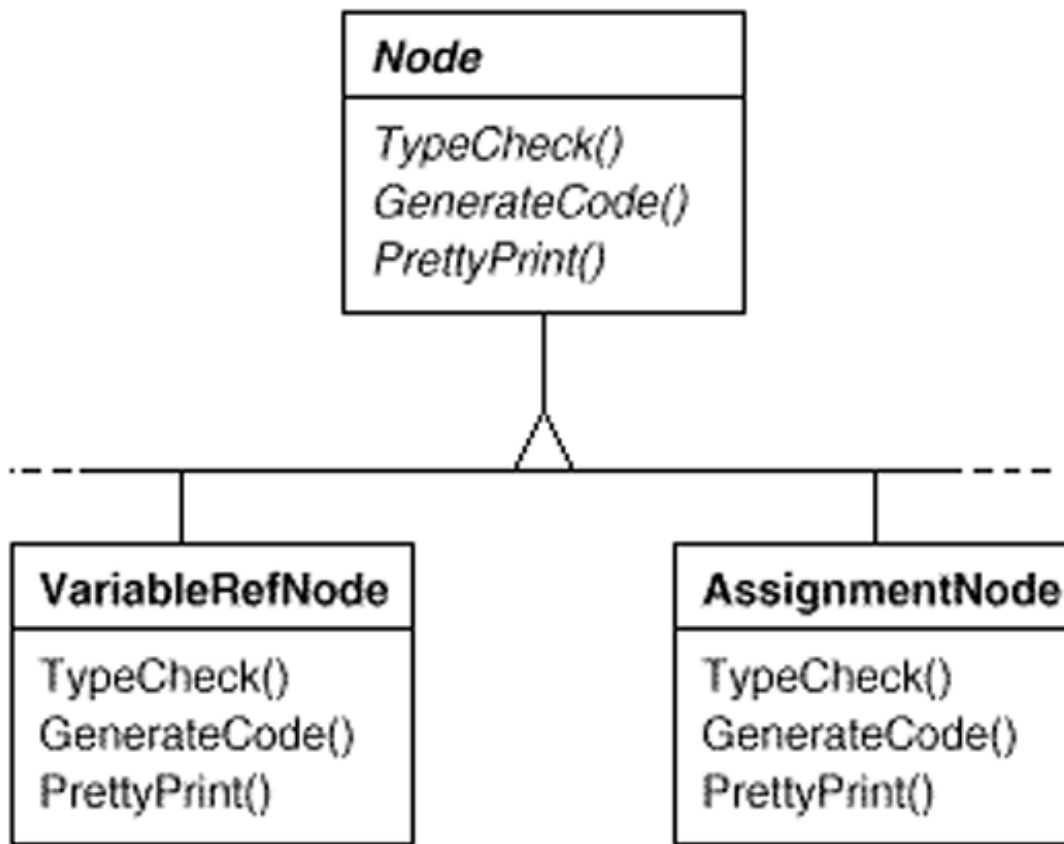 Node
TypeCheck()
GenerateCode()
PrettyPrint()
VariableRefNode
TypeCheck()
GenerateCode()
PrettyPrint()
AssignmentNode
TypeCheck()
GenerateCode()
PrettyPrint()